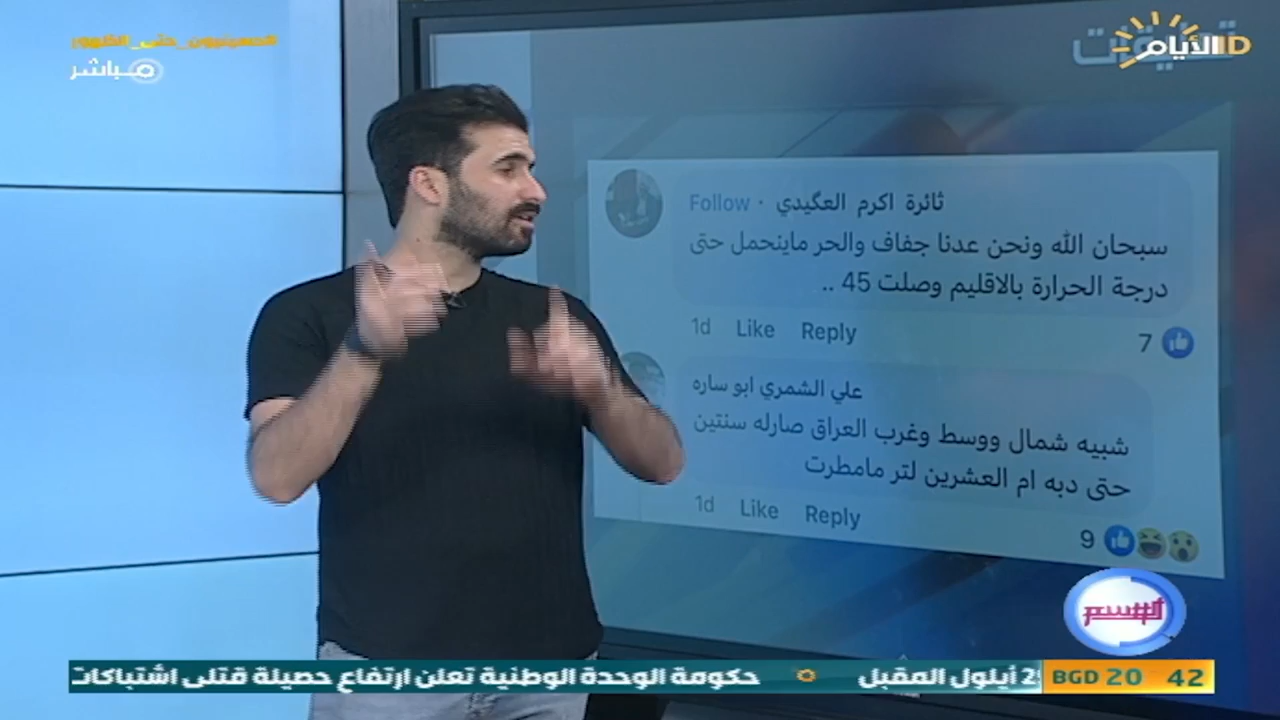 #الحسينيون_حتى_الظهور
مباشر
الأيام
ثائرة اكرم العگيدي · Follow
سبحان الله ونحن عدنا جفاف والحر ماينحمل حتى
درجة الحرارة بالاقليم وصلت 45 ..
1d Like Reply
7
علي الشمري ابو ساره
شبيه شمال ووسط وغرب العراق صارله سنتين
حتى دبه ام العشرين لتر مامطرت
1d Like Reply
9
BGD 20 42
أيلول المقبل
حكومة الوحدة الوطنية تعلن ارتفاع حصيلة قتلى اشتباكات